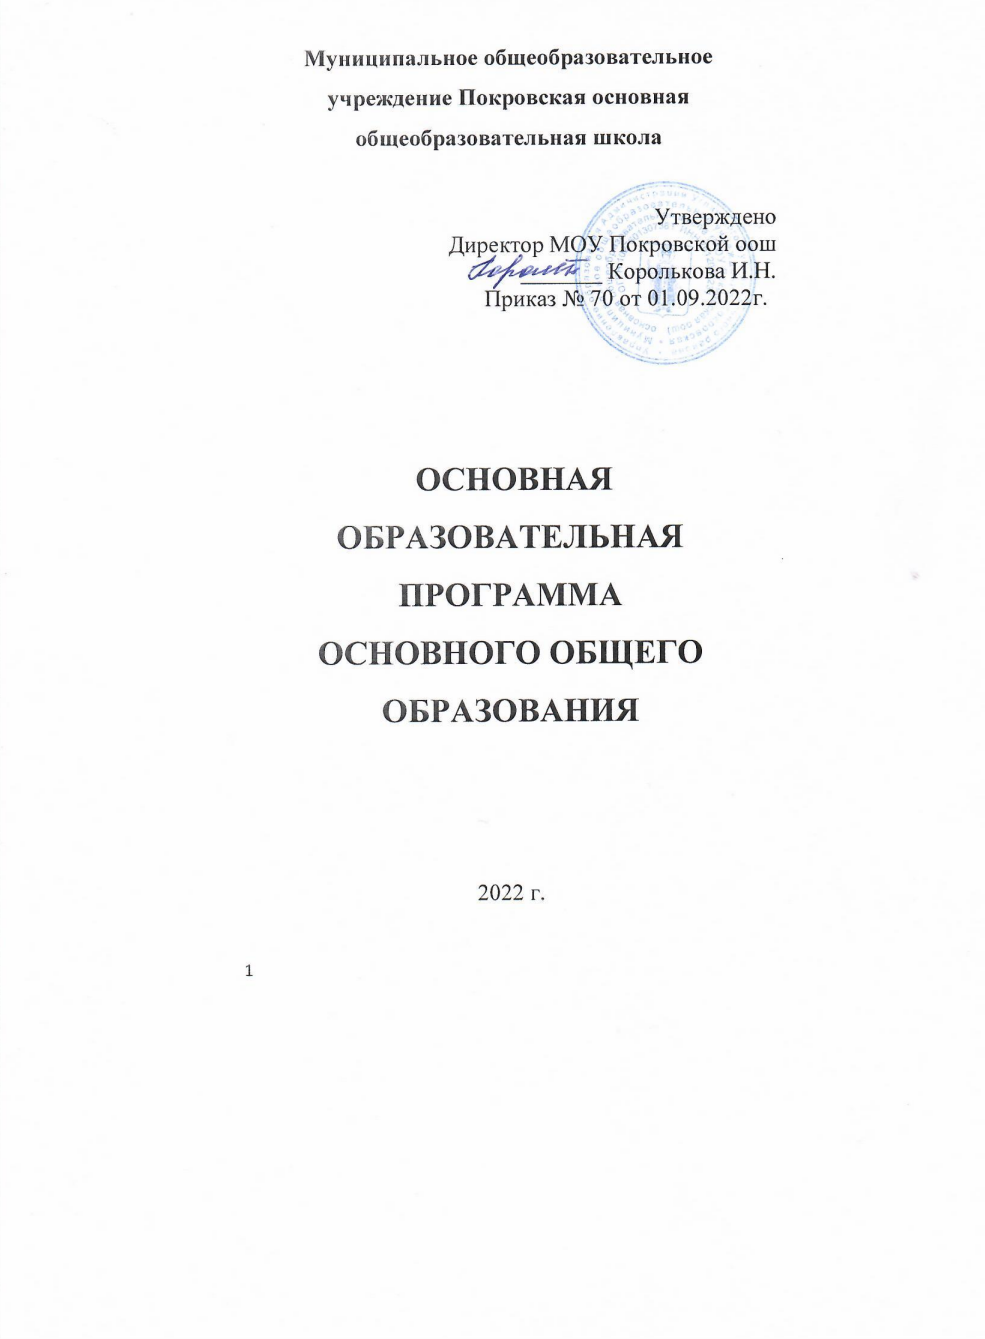 Муниципальное общеобразовательное
учреждение Покровская основная
общеобразовательная школа
Утверждено
Директор МОУ Покровской оош
Королькова И.Н.
Приказ № 70 от 01.09.2022г.
ОСНОВНАЯ
ОБРАЗОВАТЕЛЬНАЯ
ПРОГРАММА
ОСНОВНОГО ОБЩЕГО
ОБРАЗОВАНИЯ
2022 г.
1